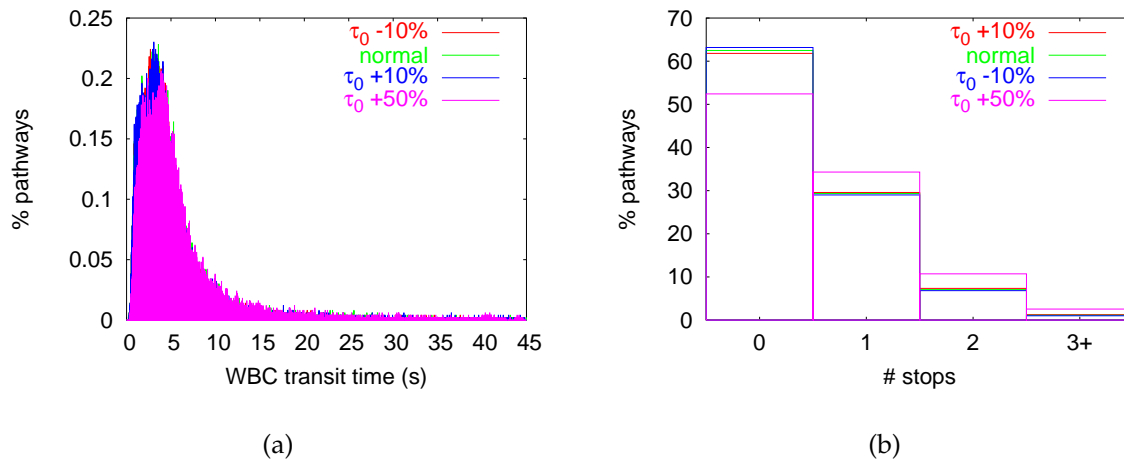 τ0 -10%
normal
τ0 +10%
τ0 +50%
0.25
0.2
0.15
0.1
0.05
0
% pathways
0 5 10 15 20 25 30 35 40 45
WBC transit time (s)
(a)
τ0 +10%
normal
τ0 -10%
τ0 +50%
70
60
50
40
30
20
10
0
% pathways
0 1 2 3+
# stops
(b)